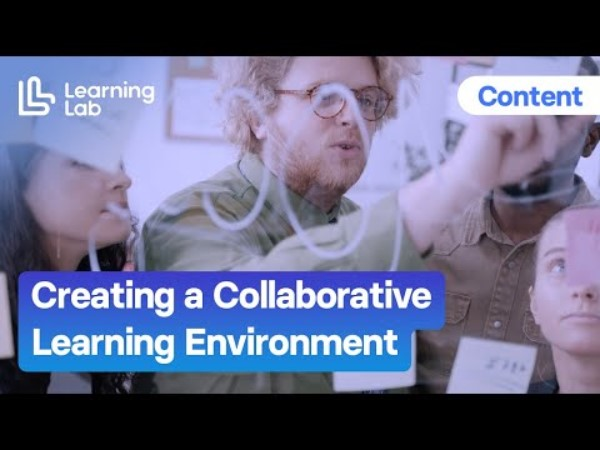 Learning
Lab
Content
Creating a Collaborative
Learning Environment